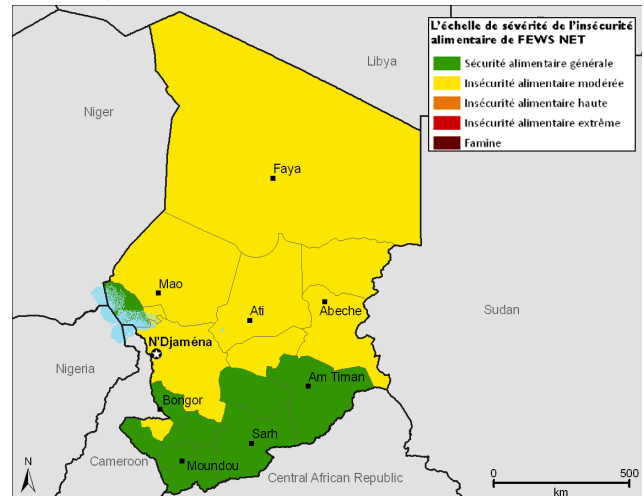 L'échelle de sévérité de l'insécurité
alimentaire de FEWS NET
Sécurité alimentaire générale
Insécurité alimentaire modérée
Insécurité alimentaire haute
Insécurité alimentaire extrême
Famine
Libya
Niger
Faya
Mao
Ati
Abeche
Sudan
N'Djaména
Nigeria
Am Timan
Bongor
Sarh
Cameroon
Moundou
Central African Republic
N
0 500
km